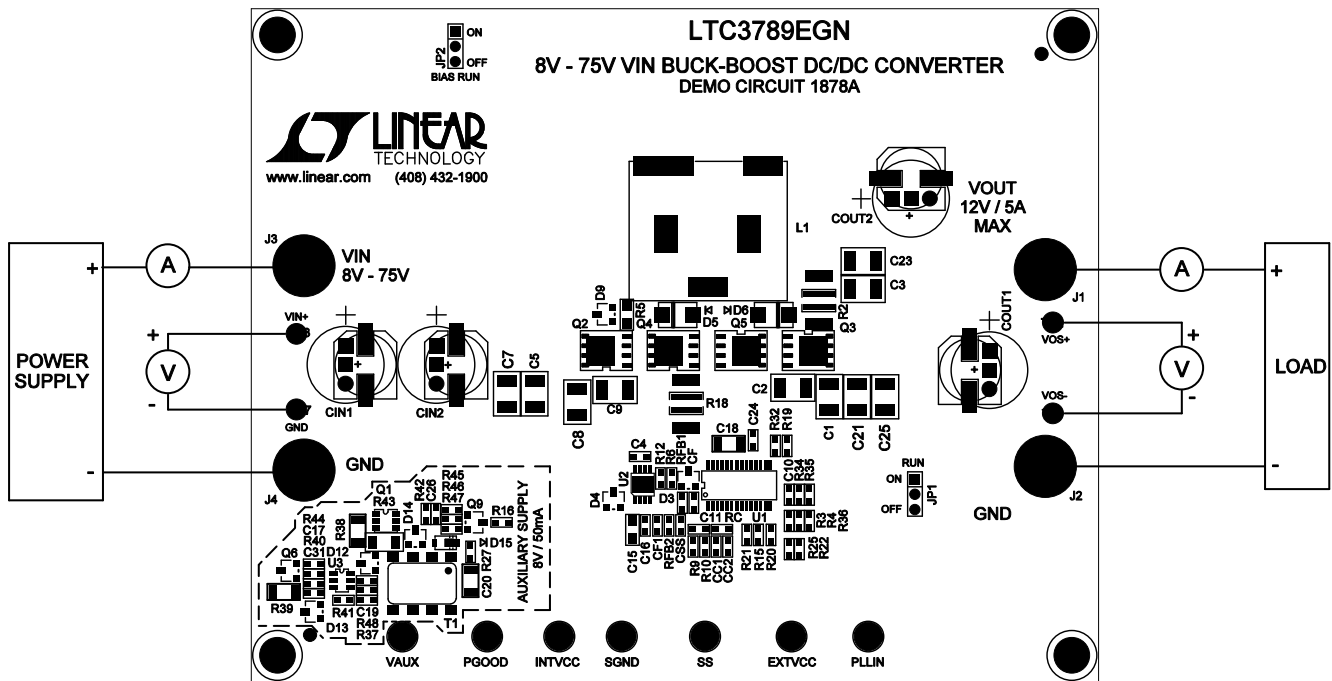 LTC3789EGN
8V - 75V VIN BUCK-BOOST DC/DC CONVERTER
DEMO CIRCUIT 1878A
ON
JP2
OFF
BIAS RUN
LINEAR
TECHNOLOGY
www.linear.com (408) 432-1900
COUT2
+
+
VOUT
12V / 5A
MAX
L1
J3
VIN
8V - 75V
+
A
POWER
SUPPLY
-
VIN+
+
V
-
GND
J4
GND
+
+
CIN1
+
+
CIN2
C7
C5
C8
C9
D9
R5
Q2
Q4
D5
D6
Q5
R2
Q3
C23
C3
C2
C1
C21
C25
R18
C24
C18
R32
R19
C4
U2
R12
R6
RFB1
CF
D4
D3
C10
R34
R35
R3
R4
R36
C15
C16
CF1
RFB2
CSS
C11 RC U1
R9
R10
CC1
CC2
R21
R15
R20
R25
R22
COUT1
+
+
J1
A
+
LOAD
-
VOS+
+
V
-
VOS-
J2
GND
RUN
ON
JP1
OFF
Q1
R43
R42
C26
R45
R46
R47
Q9
R16
D14
R38
R44
C17
R40
C31
D12
U3
Q6
R39
R41
C19
R48
R37
D13
D15
R27
C20
T1
AUXILIARY SUPPLY
8V / 50mA
VAUX
PGOOD
INTVCC
SGND
SS
EXTVCC
PLLIN